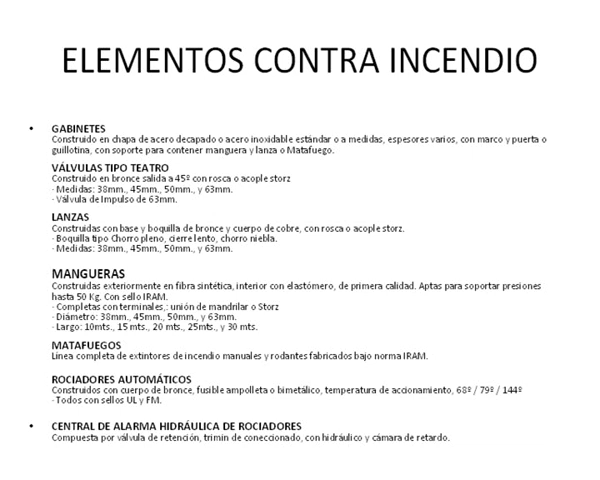 ELEMENTOS CONTRA INCENDIO
• GABINETES
Construido en chapa de acero decapado o acero inoxidable estándar o a medidas, espesores varios, con marco y puerta o
guillotina, con soporte para contener manguera y lanza o Matafuego.
VÁLVULAS TIPO TEATRO
Construido en bronce salida a 45º con rosca o acople storz
· Medidas: 38mm., 45mm., 50mm., y 63mm.
· Válvula de Impulso de 63mm.
LANZAS
Construidas con base y boquilla de bronce y cuerpo de cobre, con rosca o acople storz.
· Boquilla tipo Chorro pleno, cierre lento, chorro niebla.
· Medidas: 38mm., 45mm., 50mm., y 63mm.
MANGUERAS
Construidas exteriormente en fibra sintética, interior con elastómero, de primera calidad. Aptas para soportar presiones
hasta 50 Kg. Con sello IRAM.
· Completas con terminales,: unión de mandrilar o Storz
· Diámetro: 38mm., 45mm., 50mm., y 63mm.
· Largo: 10mts., 15 mts., 20 mts., 25mts., y 30 mts.
MATAFUEGOS
Línea completa de extintores de incendio manuales y rodantes fabricados bajo norma IRAM.
ROCIADORES AUTOMÁTICOS
Construidos con cuerpo de bronce, fusible ampolleta o bimetálico, temperatura de accionamiento, 68º / 79º / 144º
· Todos con sellos UL y FM.
• CENTRAL DE ALARMA HIDRÁULICA DE ROCIADORES
Compuesta por válvula de retención, trimin de coneccionado, con hidráulico y cámara de retardo.